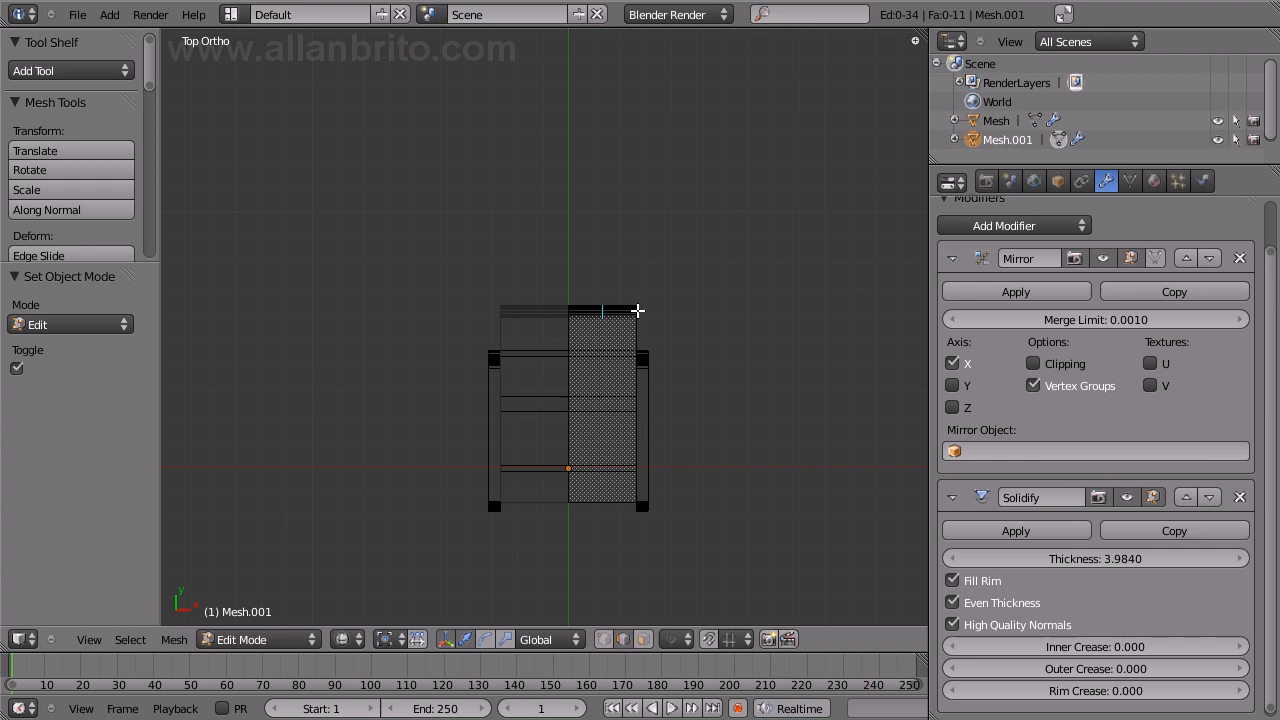 File Add Render Help Default Scene Blender Render Ed:0-34 | Fa:0-11 | Mesh.001
www.allanbrito.com
Top Ortho
Tool Shelf
Add Tool
Mesh Tools
Transform:
Translate
Rotate
Scale
Along Normal
Deform:
Edge Slide
Set Object Mode
Mode
Edit
Toggle
y
x
(1) Mesh.001
View Select Mesh Edit Mode Global
View All Scenes
Scene
RenderLayers
World
Mesh
Mesh.001
Modifiers
Add Modifier
Mirror
Apply Copy
Merge Limit: 0.0010
Axis: Options: Textures:
X Clipping U
Y Vertex Groups V
Z
Mirror Object:
Solidify
Apply Copy
Thickness: 3.9840
Fill Rim
Even Thickness
High Quality Normals
Inner Crease: 0.000
Outer Crease: 0.000
Rim Crease: 0.000
0 10 20 30 40 50 60 70 80 90 100 110 120 130 140 150 160 170 180 190 200 210 220 230 240 250
View Frame Playback PR Start: 1 End: 250 1 Realtime